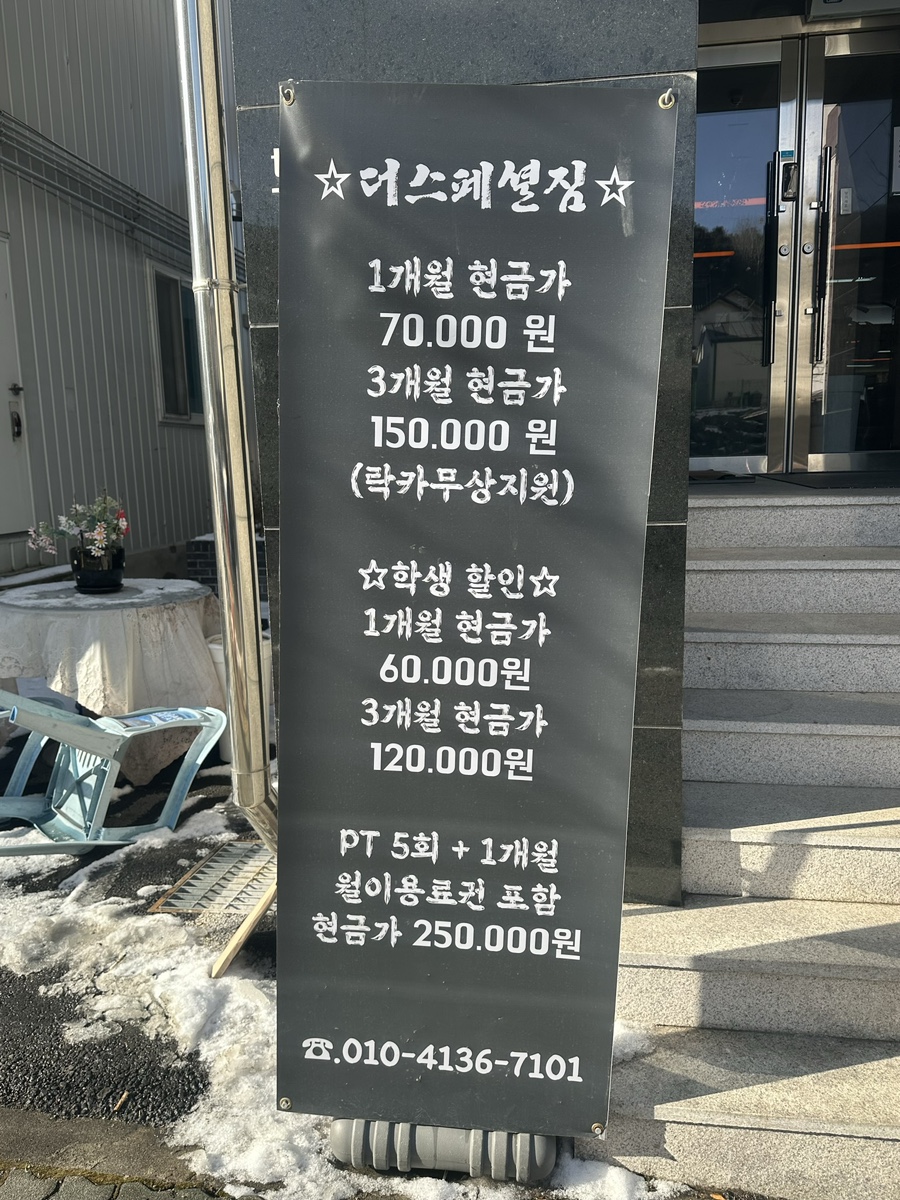 ☆더스페셜짐☆
1개월 현금가
70.000 원
3개월 현금가
150.000 원
(락카무상지원)
☆학생 할인☆
1개월 현금가
60.000원
3개월 현금가
120.000원
PT 5회 + 1개월
월이용료권 포함
현금가 250.000원
☎.010-4136-7101